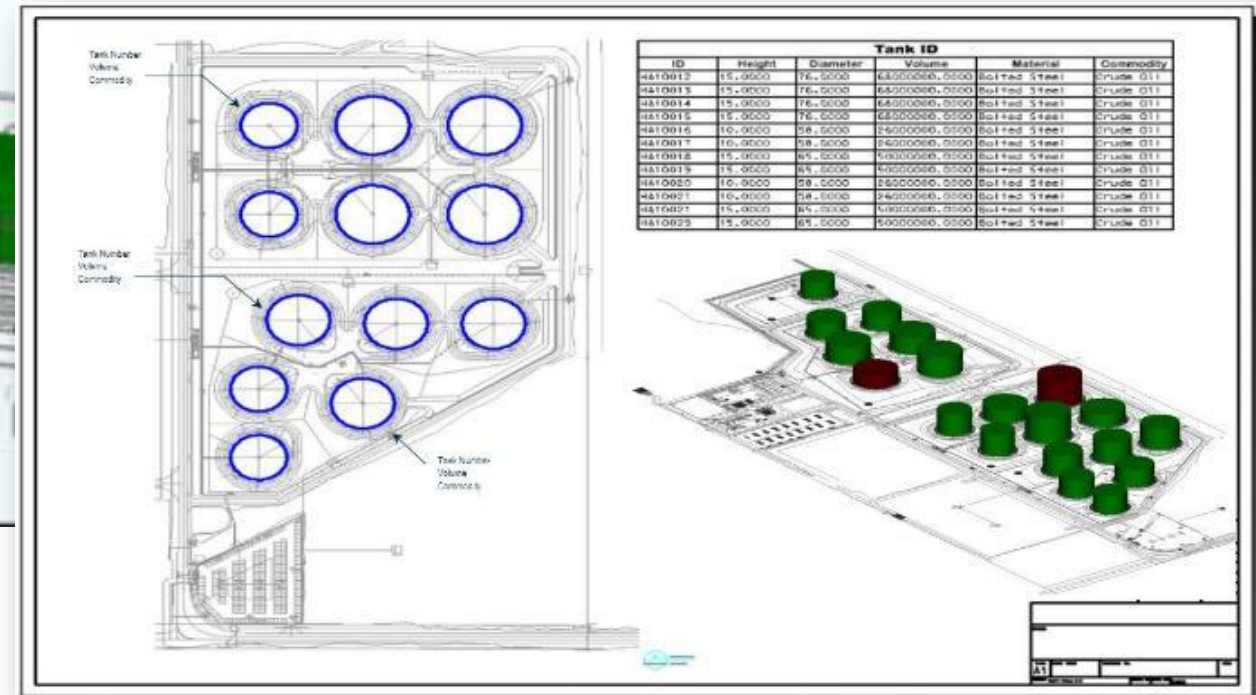 Tank Number
Volume
Commodity
Tank Number
Volume
Commodity
Tank Number
Volume
Commodity
Tank ID
ID Height Diameter Volume Material Commodity
HA10012 15.0000 76.0000 68000000.0000 Bolted Steel Crude Oil
HA10013 15.0000 76.0000 68000000.0000 Bolted Steel Crude Oil
HA10014 15.0000 76.0000 68000000.0000 Bolted Steel Crude Oil
HA10015 15.0000 76.0000 68000000.0000 Bolted Steel Crude Oil
HA10016 10.0000 58.0000 26000000.0000 Bolted Steel Crude Oil
HA10017 10.0000 58.0000 26000000.0000 Bolted Steel Crude Oil
HA10018 15.0000 65.0000 50000000.0000 Bolted Steel Crude Oil
HA10019 15.0000 65.0000 50000000.0000 Bolted Steel Crude Oil
HA10020 10.0000 58.0000 26000000.0000 Bolted Steel Crude Oil
HA10021 10.0000 58.0000 26000000.0000 Bolted Steel Crude Oil
HA10021 15.0000 65.0000 50000000.0000 Bolted Steel Crude Oil
HA10023 15.0000 65.0000 50000000.0000 Bolted Steel Crude Oil
A1